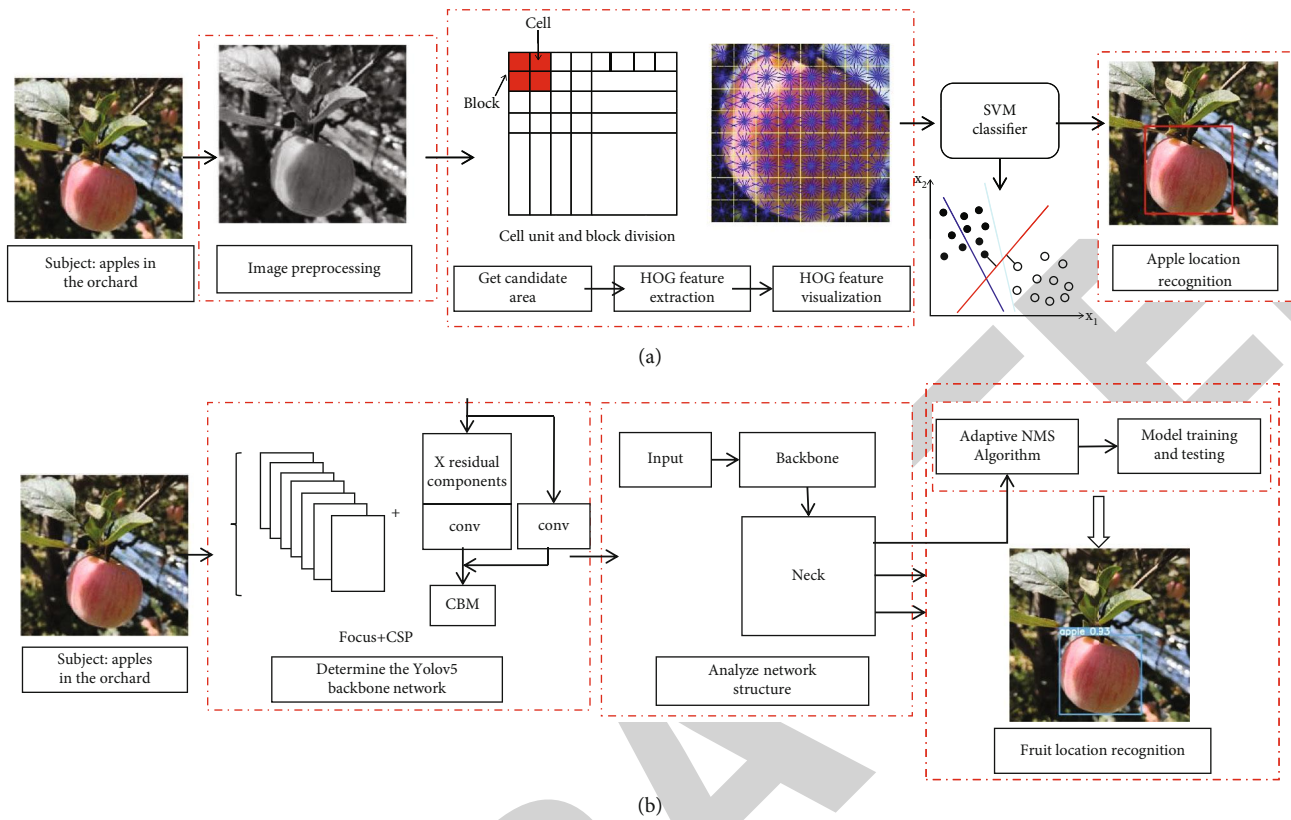 Cell
Block
Cell unit and block division
Subject: apples in
the orchard
Image preprocessing
Get candidate
area
HOG feature
extraction
HOG feature
visualization
SVM
classifier
x2
x1
Apple location
recognition
(a)
Subject: apples
in the orchard
+
X residual
components
conv
conv
CBM
Focus+CSP
Determine the Yolov5
backbone network
Input
Backbone
Neck
Analyze network
structure
Adaptive NMS
Algorithm
Model training
and testing
apple 0.93
Fruit location recognition
(b)